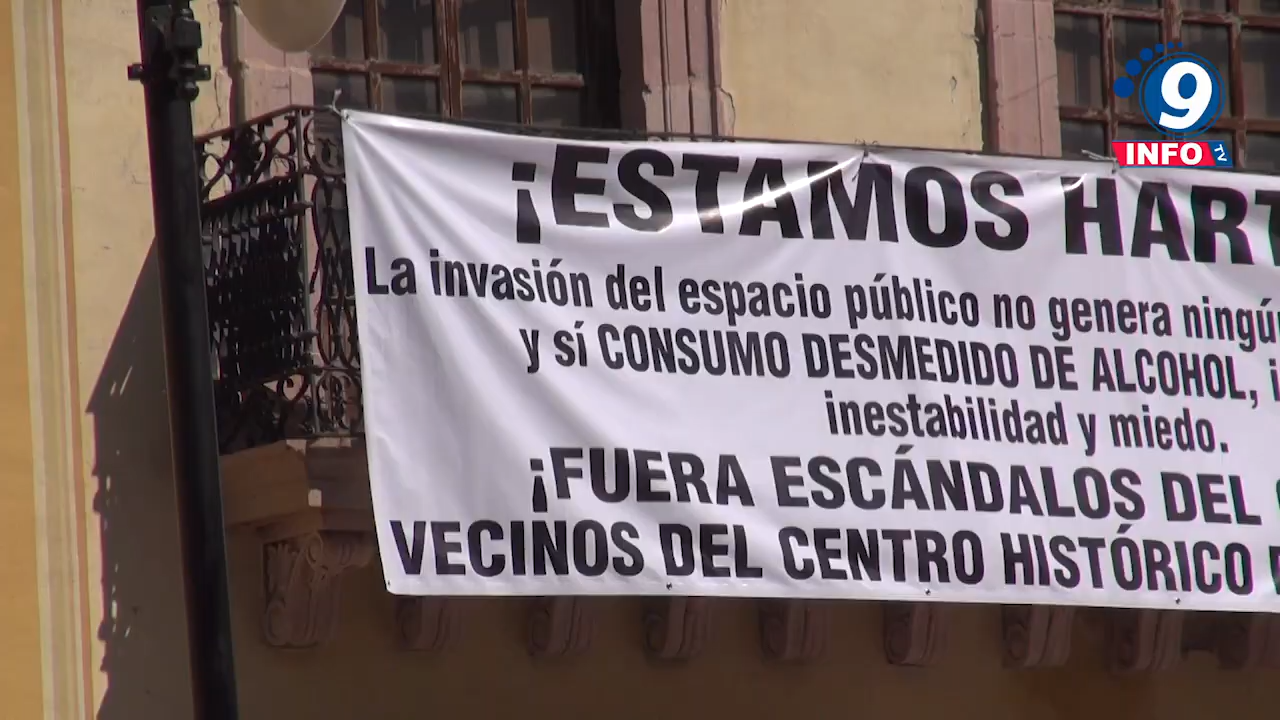 9
INFO TV
¡ESTAMOS HART
La invasión del espacio público no genera ningú
y sí CONSUMO DESMEDIDO DE ALCOHOL, i
inestabilidad y miedo.
¡FUERA ESCÁNDALOS DEL
VECINOS DEL CENTRO HISTÓRICO